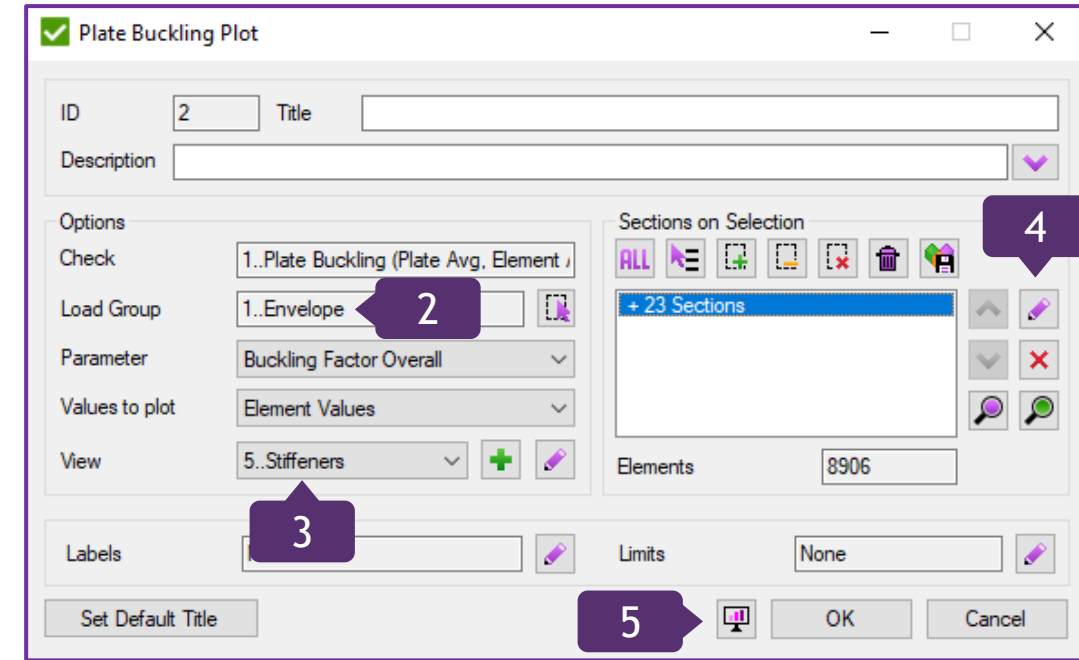 Plate Buckling Plot
ID 2 Title
Description
Options
Check 1..Plate Buckling (Plate Avg, Element
Load Group 1..Envelope 2
Parameter Buckling Factor Overall
Values to plot Element Values
View 5..Stiffeners
3
Sections on Selection
4
ALL
+ 23 Sections
Elements 8906
Labels
Limits None
Set Default Title 5 OK Cancel